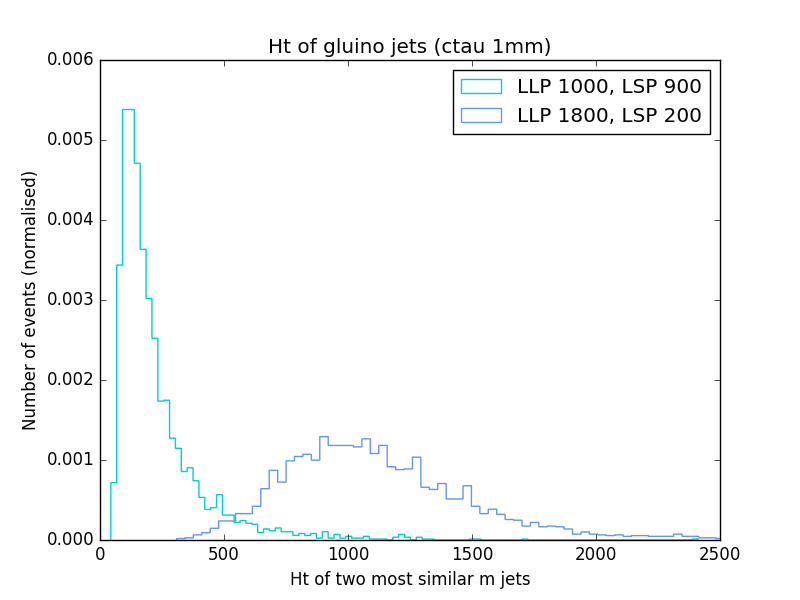 Ht of gluino jets (ctau 1mm)
LLP 1000, LSP 900
LLP 1800, LSP 200
Number of events (normalised)
0.006
0.005
0.004
0.003
0.002
0.001
0.000
0 500 1000 1500 2000 2500
Ht of two most similar m jets